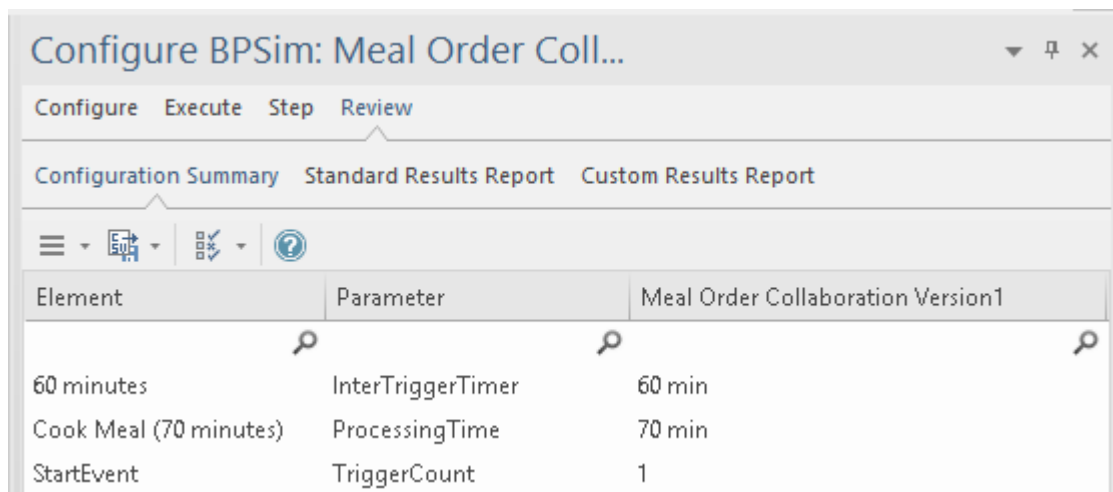 Configure BPSim: Meal Order Coll...
Configure Execute Step Review
Configuration Summary Standard Results Report Custom Results Report
Element Parameter Meal Order Collaboration Version1
60 minutes InterTriggerTimer 60 min
Cook Meal (70 minutes) ProcessingTime 70 min
StartEvent TriggerCount 1